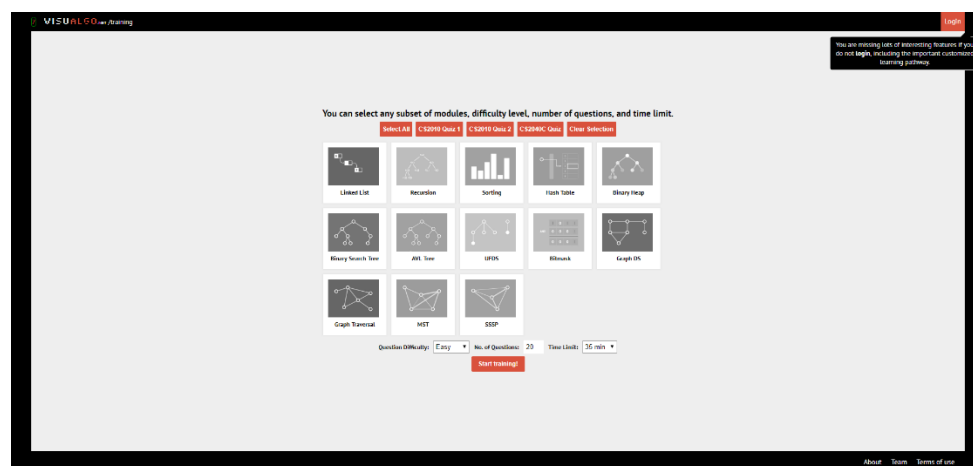 VISUALGO.net /training
Login
You are missing lots of interesting features if you
do not login, including the important customized
learning pathway.
You can select any subset of modules, difficulty level, number of questions, and time limit.
Select All CS2010 Quiz 1 CS2010 Quiz 2 CS2040C Quiz Clear Selection
Linked List Recursion Sorting Hash Table Binary Heap
Binary Search Tree AVL Tree UFDS Bitmask Graph DS
Graph Traversal MST SSSP
Question Difficulty: Easy No. of Questions: 20 Time Limit: 35 min
Start training!
About Team Terms of use